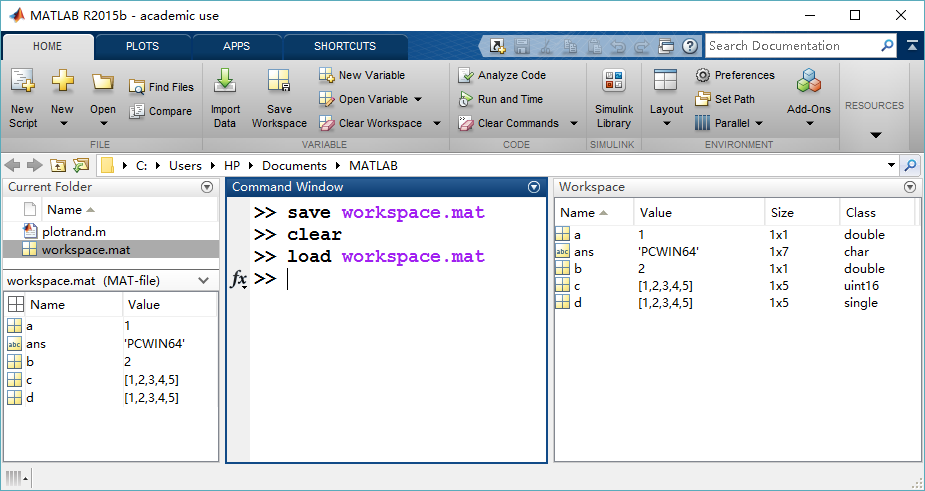 MATLAB R2015b - academic use
HOME PLOTS APPS SHORTCUTS Search Documentation
New Script New Open Find Files Compare
FILE
Import Data Save Workspace New Variable Open Variable Clear Workspace
VARIABLE
Analyze Code Run and Time Clear Commands
CODE
Simulink Library
SIMULINK
Layout Preferences Set Path Parallel Add-Ons
ENVIRONMENT
RESOURCES
C: Users HP Documents MATLAB
Current Folder
Name
plotrand.m
workspace.mat
workspace.mat (MAT-file)
Name Value
a 1
abc ans 'PCWIN64'
b 2
c [1,2,3,4,5]
d [1,2,3,4,5]
Command Window
>> save workspace.mat
>> clear
>> load workspace.mat
fx >>
Workspace
Name Value Size Class
a 1 1x1 double
abc ans 'PCWIN64' 1x7 char
b 2 1x1 double
c [1,2,3,4,5] 1x5 uint16
d [1,2,3,4,5] 1x5 single